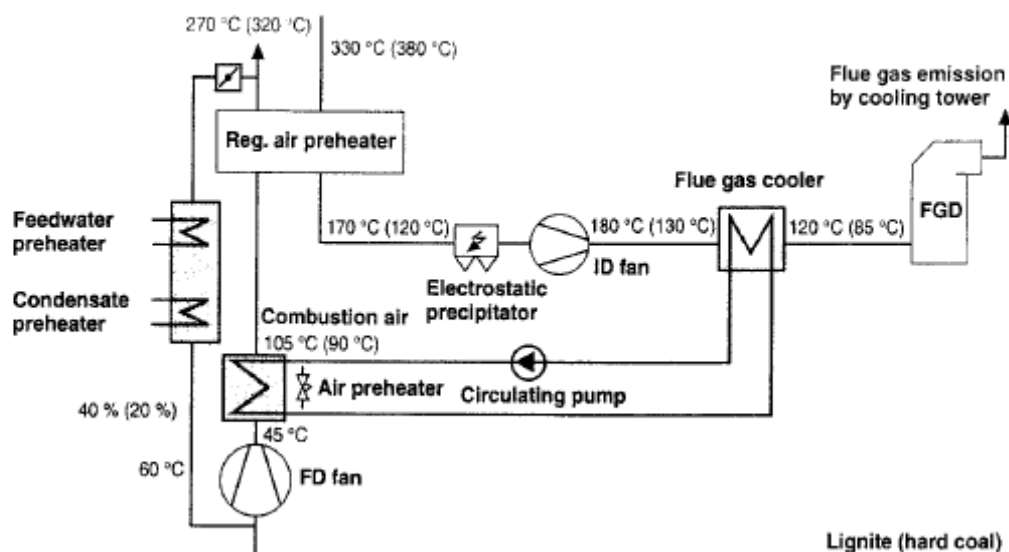 270 °C (320 °C)
330 °C (380 °C)
Flue gas emission
by cooling tower
Reg. air preheater
Flue gas cooler
FGD
Feedwater
preheater
170 °C (120 °C)
180 °C (130 °C)
120 °C (85 °C)
ID fan
Electrostatic
precipitator
Condensate
preheater
Combustion air
105 °C (90 °C)
Air preheater
Circulating pump
40 % (20 %)
45 °C
60 °C
FD fan
Lignite (hard coal)